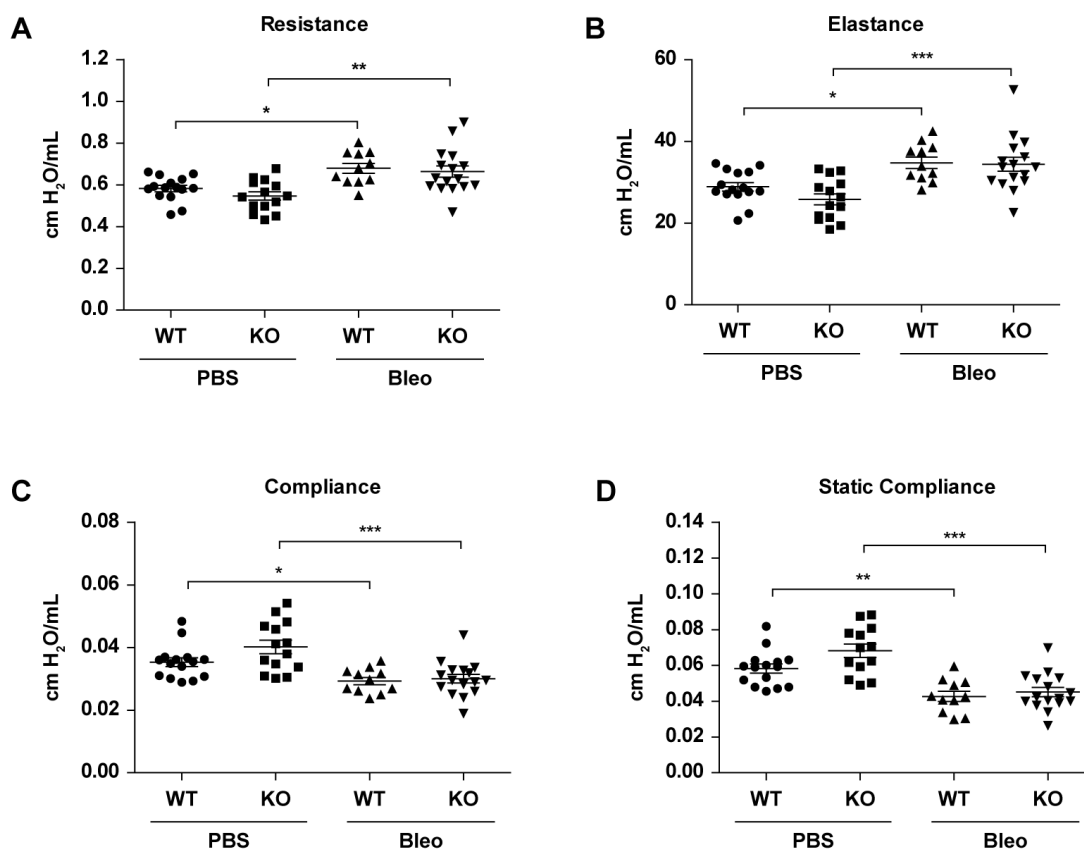 A
Resistance
cm H₂O/mL
1.2
1.0
0.8
0.6
0.4
0.2
0.0
*
**
WT
KO
WT
KO
PBS
Bleo
B
Elastance
cm H₂O/mL
60
40
20
0
*
***
WT
KO
WT
KO
PBS
Bleo
C
Compliance
cm H₂O/mL
0.08
0.06
0.04
0.02
0.00
*
***
WT
KO
WT
KO
PBS
Bleo
D
Static Compliance
cm H₂O/mL
0.14
0.12
0.10
0.08
0.06
0.04
0.02
0.00
**
***
WT
KO
WT
KO
PBS
Bleo